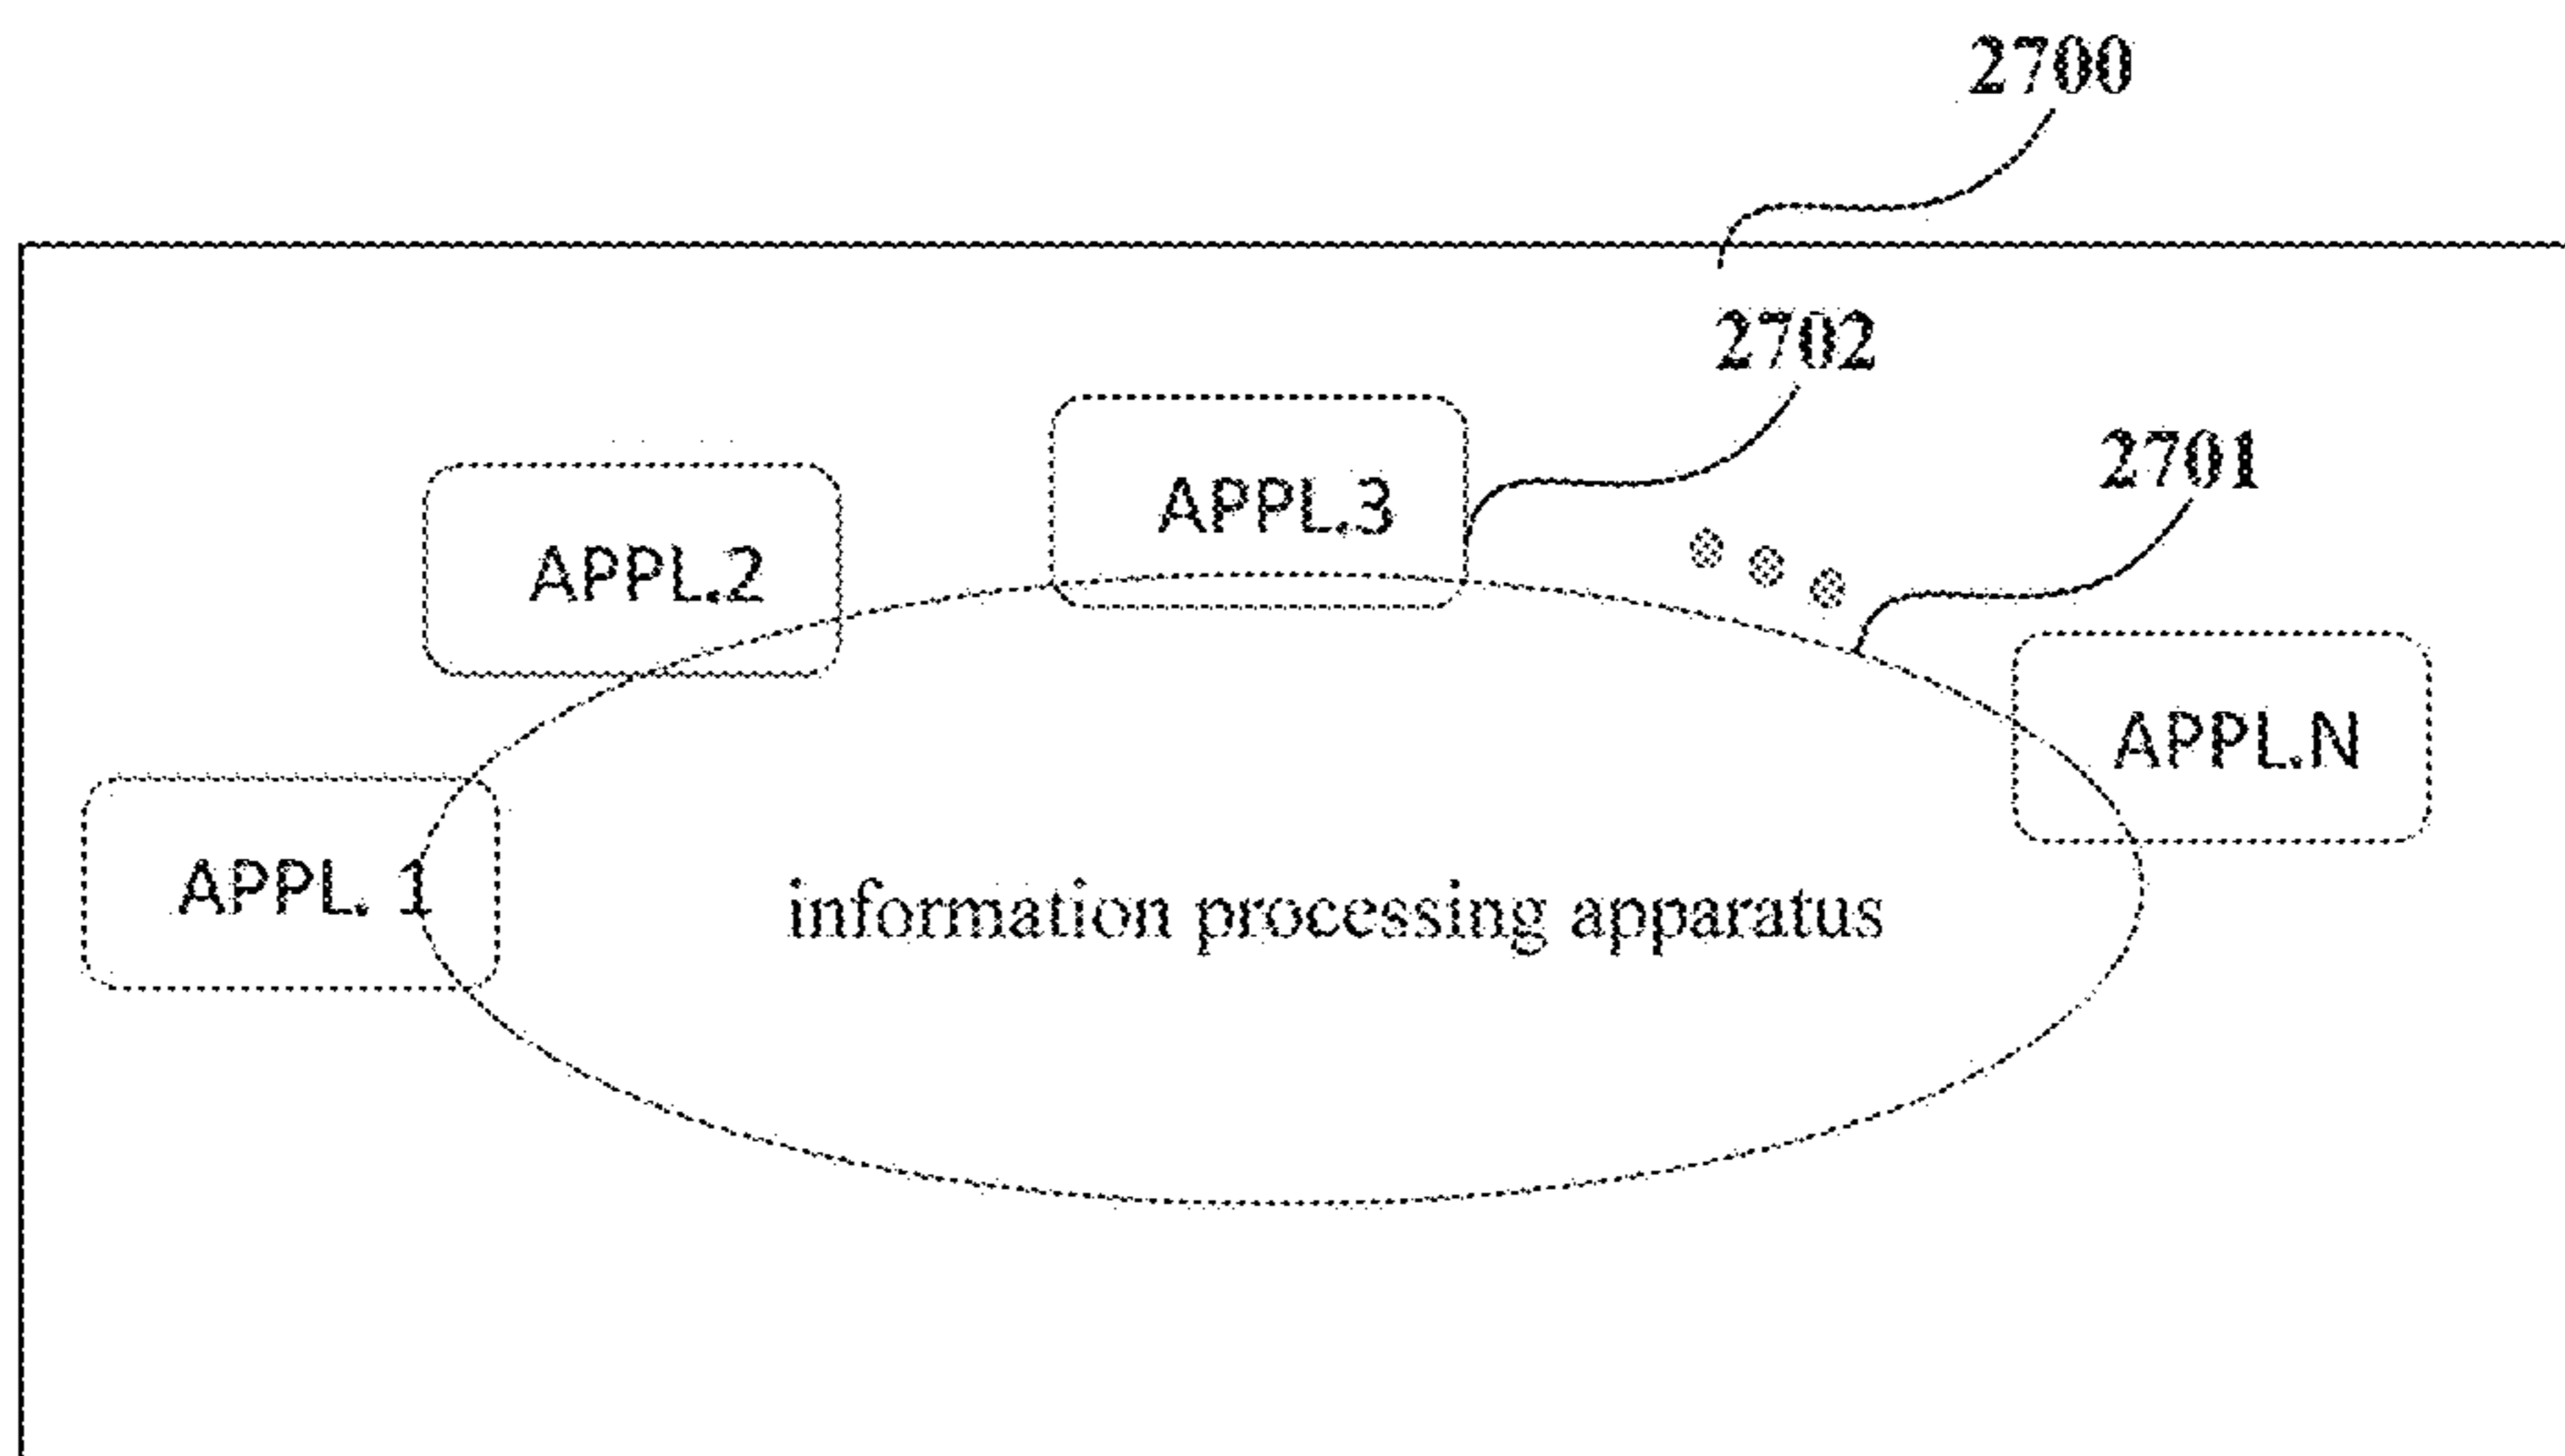 2700
2702
2701
APPL.3
APPL.2
APPL.N
APPL. 1
information processing apparatus